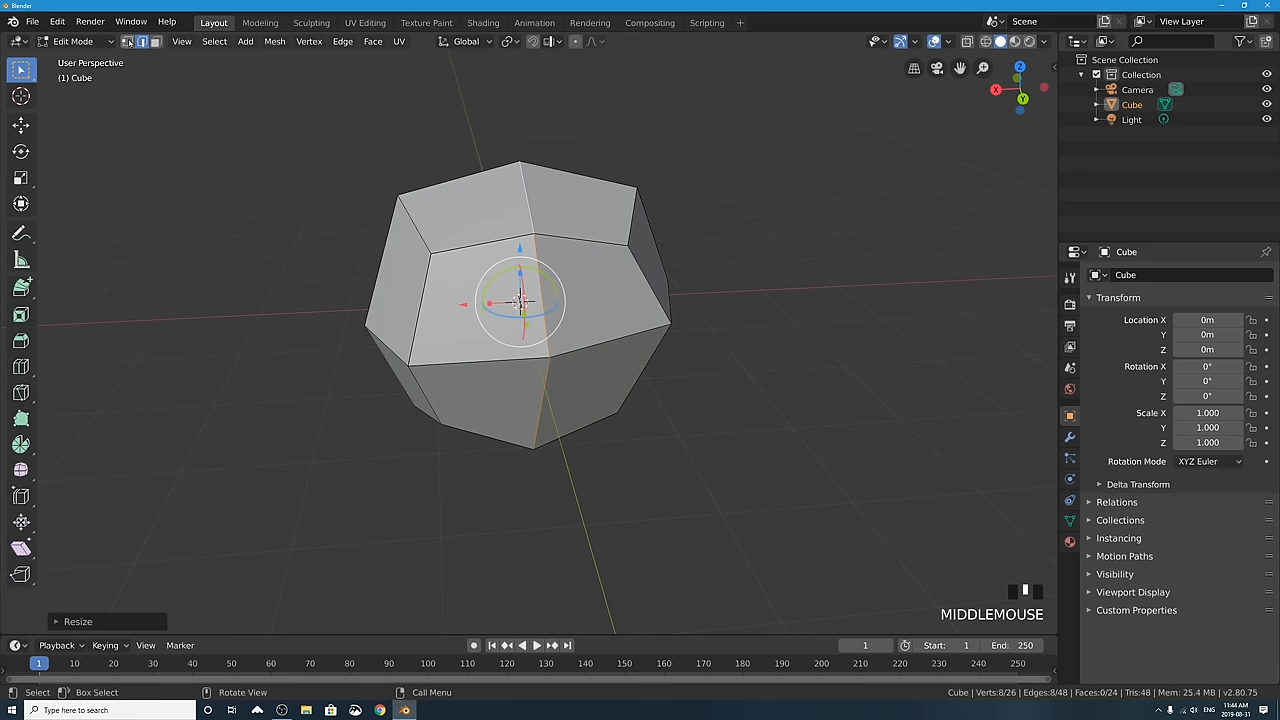 Blender
File Edit Render Window Help Layout Modeling Sculpting UV Editing Texture Paint Shading Animation Rendering Compositing Scripting + Scene View Layer
Edit Mode View Select Add Mesh Vertex Edge Face UV Global
User Perspective
(1) Cube
Z
X
Y
Scene Collection
Collection
Camera
Cube
Light
Cube
Cube
Transform
Location X 0m
Y 0m
Z 0m
Rotation X 0°
Y 0°
Z 0°
Scale X 1.000
Y 1.000
Z 1.000
Rotation Mode XYZ Euler
Delta Transform
Relations
Collections
Instancing
Motion Paths
Visibility
Viewport Display
Custom Properties
MIDDLEMOUSE
Resize
Playback Keying View Marker 1 Start: 1 End: 250
1 10 20 30 40 50 60 70 80 90 100 110 120 130 140 150 160 170 180 190 200 210 220 230 240 250
Select Box Select Rotate View Call Menu Cube | Verts:8/26 | Edges:8/48 | Faces:0/24 | Tris:48 | Mem: 25.4 MB | v2.80.75
Type here to search ENG 11:44 AM
2019-08-31